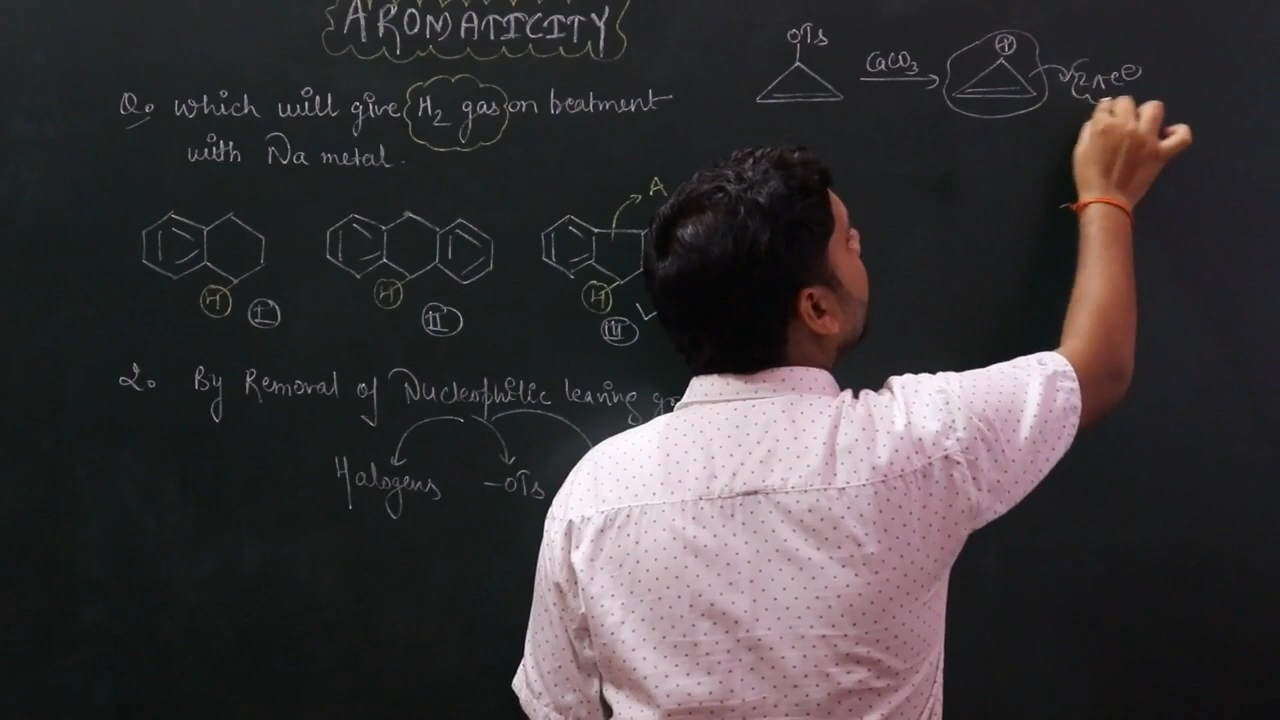 AROMATICITY
Q. which will give H2 gas on treatment
with Na metal.
H I
H II
H III
A
2. By Removal of Nucleophilic leaving
Halogens -OTs
OTs
CaCO3
+
2πe⊖